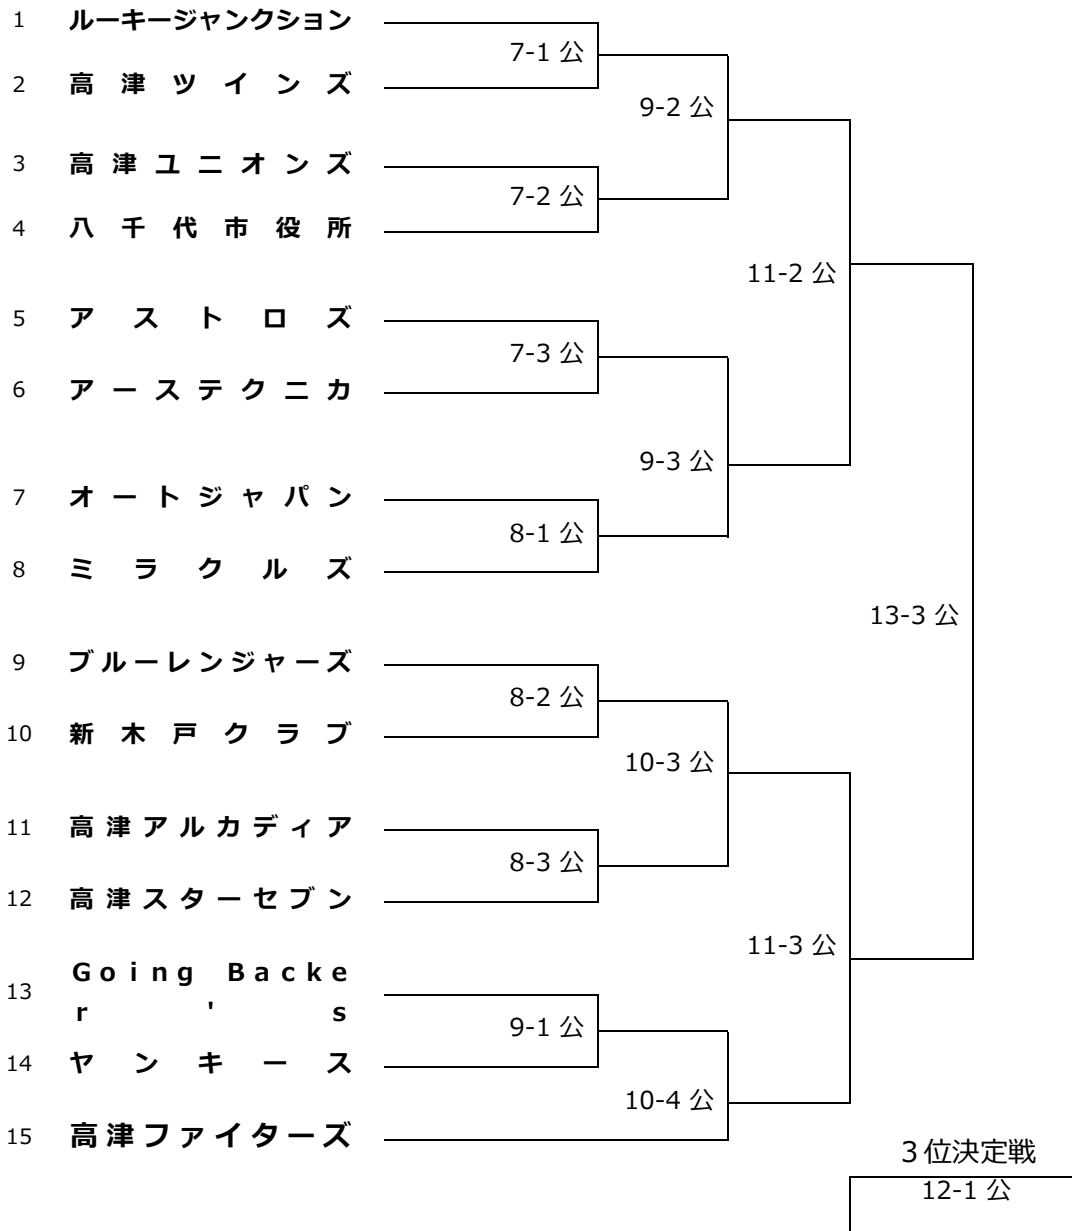 1 ルーキージャンクション
7-1 公
2 高津ツインズ
9-2 公
3 高津ユニオンズ
7-2 公
4 八千代市役所
11-2 公
5 アストロズ
7-3 公
6 アーステクニカ
9-3 公
7 オートジャパン
8-1 公
8 ミラクルズ
13-3 公
9 ブルーレンジャーズ
8-2 公
10 新木戸クラブ
10-3 公
11 高津アルカディア
8-3 公
12 高津スターセブン
11-3 公
13 Going Backe
r ' s
9-1 公
14 ヤンキース
10-4 公
15 高津ファイターズ
3位決定戦
12-1 公